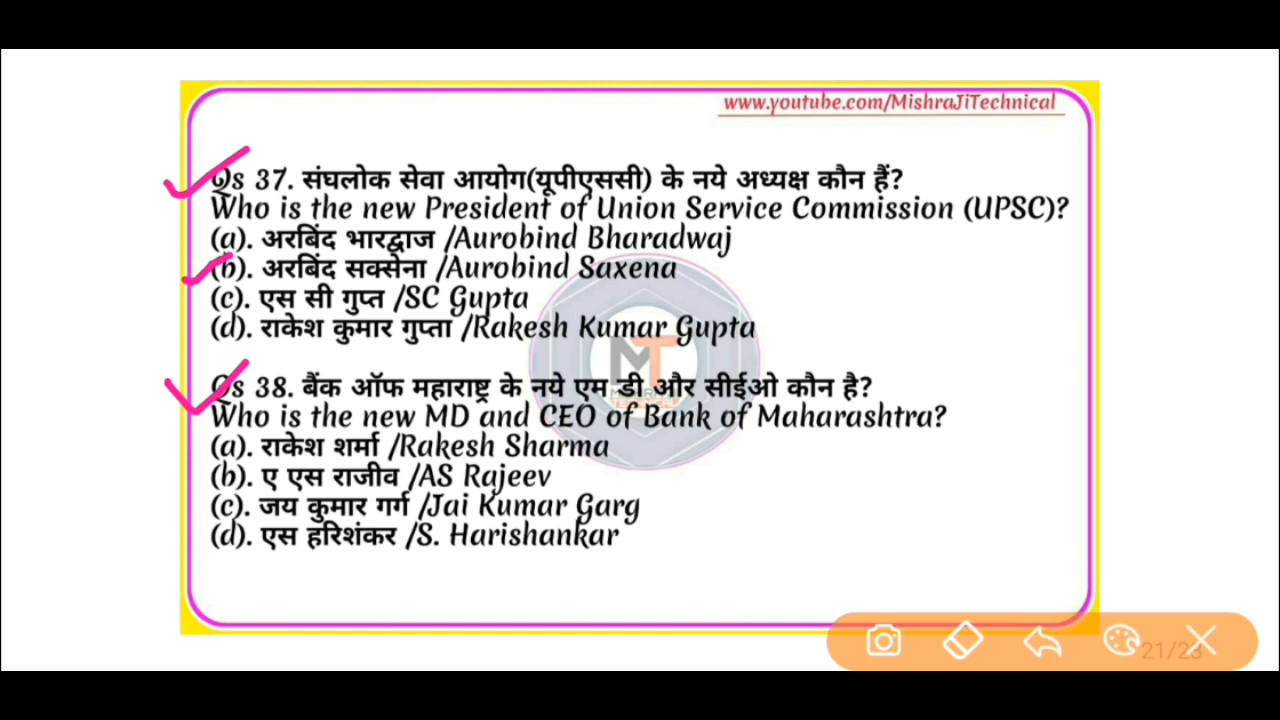 www.youtube.com/MishraJiTechnical
Qs 37. संघलोक सेवा आयोग(यूपीएससी) के नये अध्यक्ष कौन हैं?
Who is the new President of Union Service Commission (UPSC)?
(a). अरबिंद भारद्वाज /Aurobind Bharadwaj
(b). अरबिंद सक्सेना /Aurobind Saxena
(c). एस सी गुप्त /SC Gupta
(d). राकेश कुमार गुप्ता /Rakesh Kumar Gupta
MT
Qs 38. बैंक ऑफ महाराष्ट्र के नये एम डी और सीईओ कौन है?
Who is the new MD and CEO of Bank of Maharashtra?
(a). राकेश शर्मा /Rakesh Sharma
(b). ए एस राजीव /AS Rajeev
(c). जय कुमार गर्ग /Jai Kumar Garg
(d). एस हरिशंकर /S. Harishankar
21/23